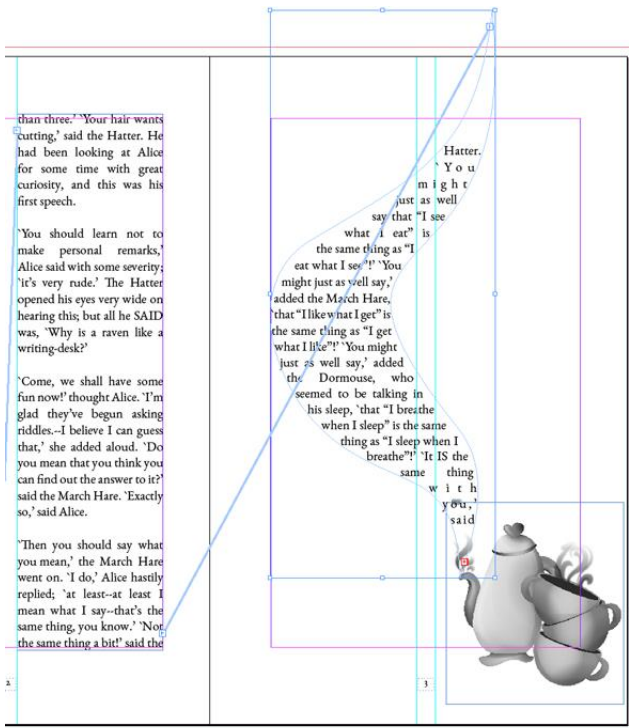 than three.’ ‘Your hair wants
cutting,’ said the Hatter. He
had been looking at Alice
for some time with great
curiosity, and this was his
first speech.
‘You should learn not to
make personal remarks,’
Alice said with some severity;
‘it’s very rude.’ The Hatter
opened his eyes very wide on
hearing this; but all he SAID
was, ‘Why is a raven like a
writing-desk?’
‘Come, we shall have some
fun now!’ thought Alice. ‘I’m
glad they’ve begun asking
riddles.--I believe I can guess
that,’ she added aloud. ‘Do
you mean that you think you
can find out the answer to it?’
said the March Hare. ‘Exactly
so,’ said Alice.
‘Then you should say what
you mean,’ the March Hare
went on. ‘I do,’ Alice hastily
replied; ‘at least--at least I
mean what I say--that’s the
same thing, you know.’ ‘Not
the same thing a bit!’ said the
2
Hatter.
‘You
might
just as well
say that “I see
what I eat” is
the same thing as “I
eat what I see”!’ ‘You
might just as well say,’
added the March Hare,
‘that “I like what I get” is
the same thing as “I get
what I like”!’ ‘You might
just as well say,’ added
the Dormouse, who
seemed to be talking in
his sleep, ‘that “I breathe
when I sleep” is the same
thing as “I sleep when I
breathe”!’ ‘It IS the
same thing
with
you,’
said
3